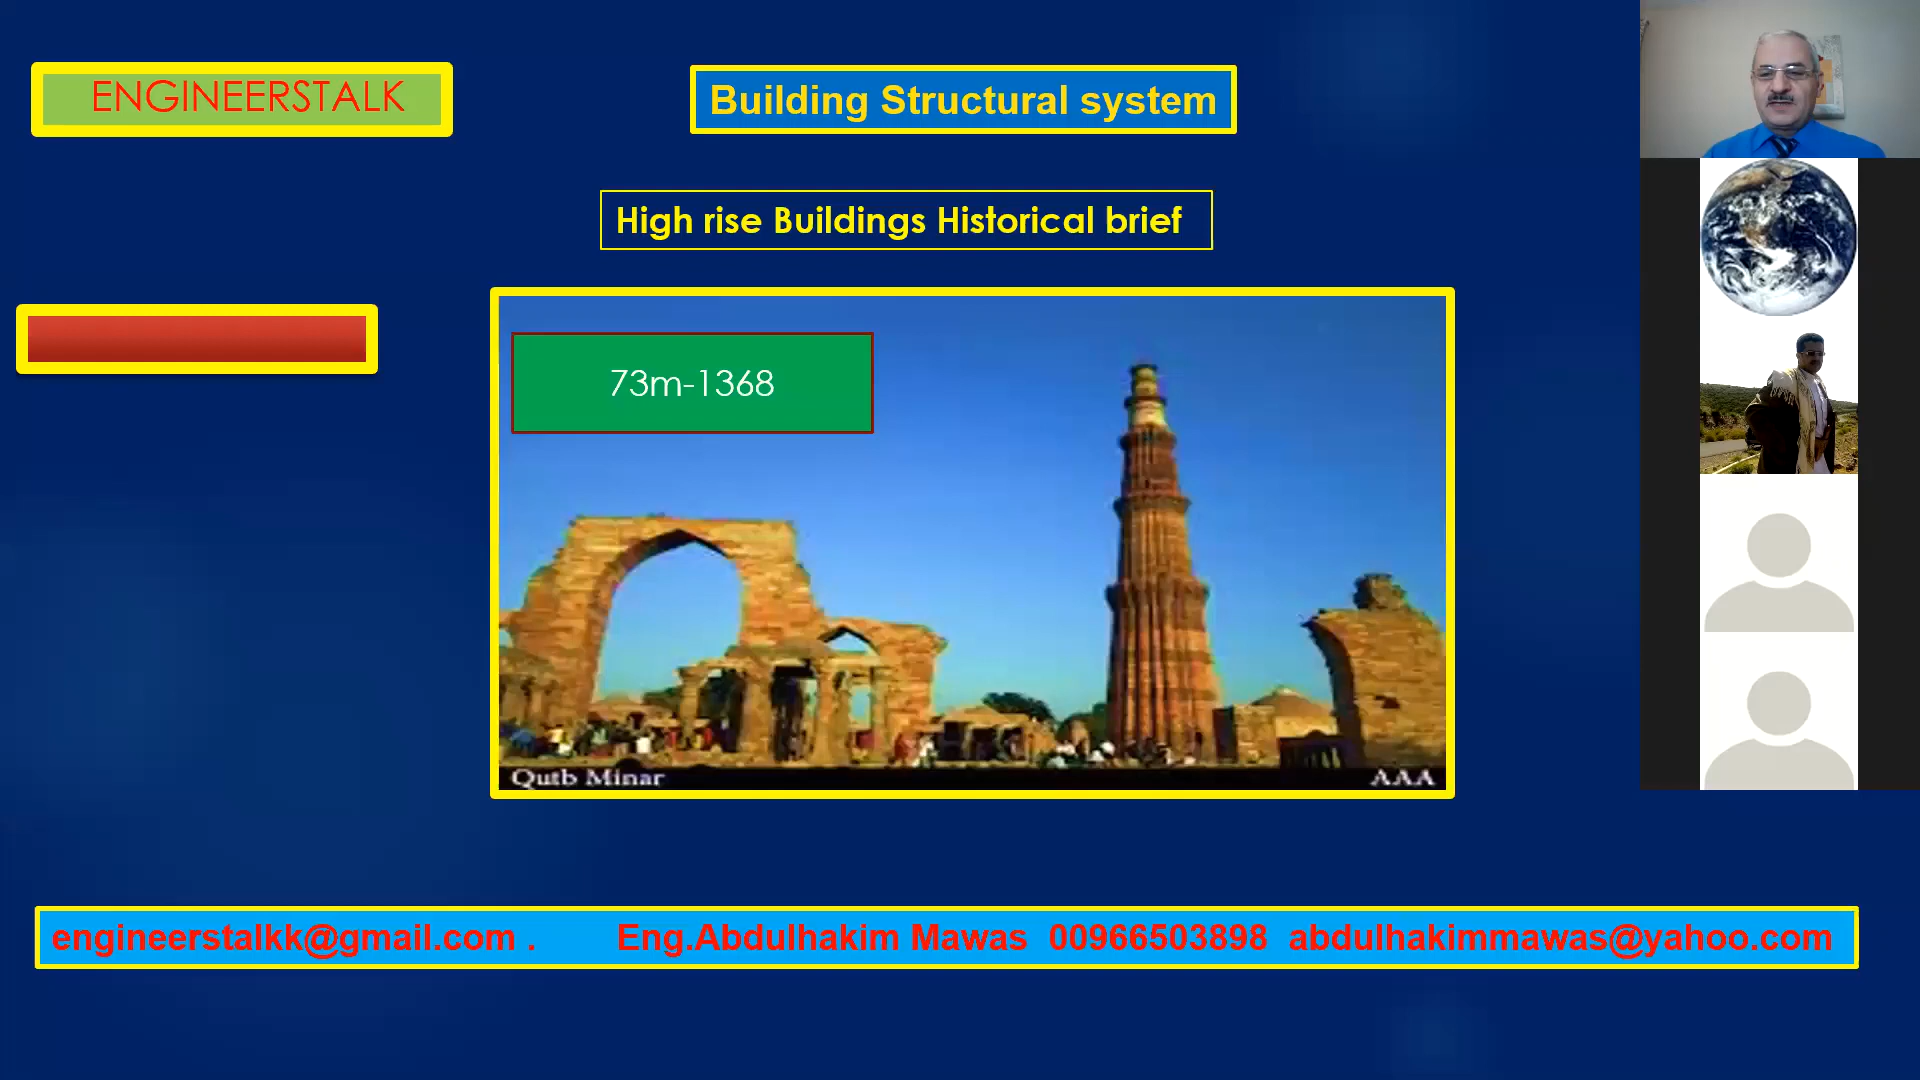 ENGINEERSTALK
Building Structural system
High rise Buildings Historical brief
73m-1368
Qutb Minar
AAA
engineerstalkk@gmail.com . Eng.Abdulhakim Mawas 00966503898 abdulhakimmawas@yahoo.com